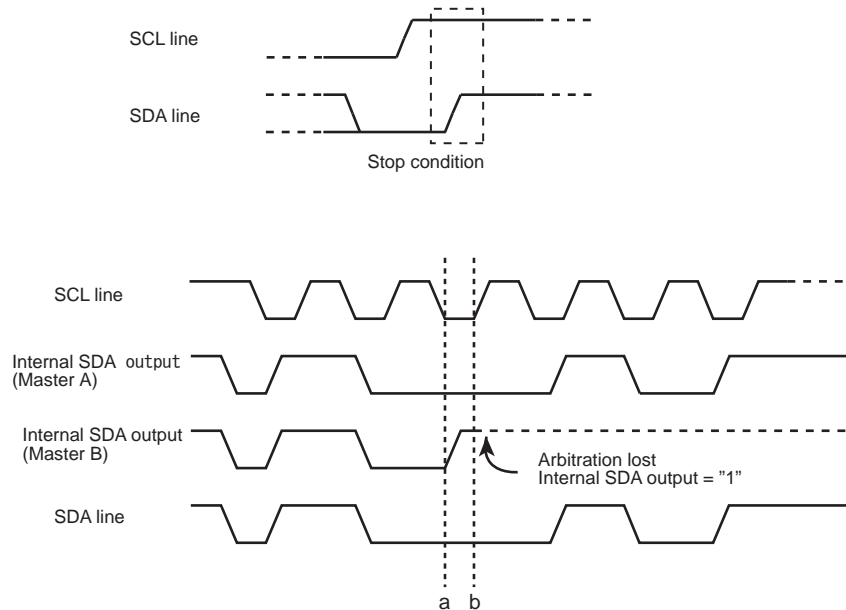 SCL line
SDA line
Stop condition
SCL line
Internal SDA output
(Master A)
Internal SDA output
(Master B)
Arbitration lost
Internal SDA output = ”1”
SDA line
a b